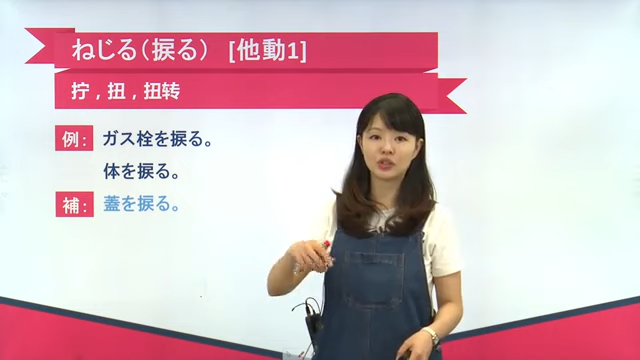 ねじる（捩る） [他動1]
拧，扭，扭转
例： ガス栓を捩る。
体を捩る。
補： 蓋を捩る。